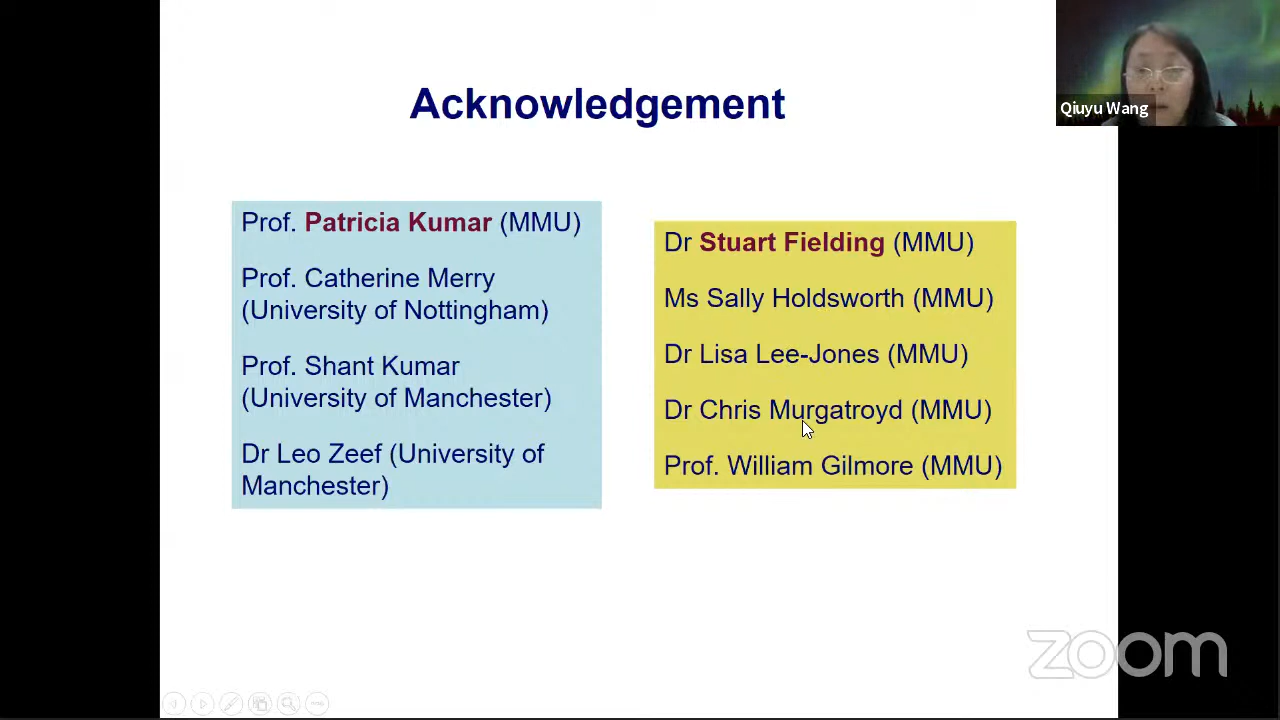 Acknowledgement
Qiuyu Wang
Prof. Patricia Kumar (MMU)
Prof. Catherine Merry
(University of Nottingham)
Prof. Shant Kumar
(University of Manchester)
Dr Leo Zeef (University of
Manchester)
Dr Stuart Fielding (MMU)
Ms Sally Holdsworth (MMU)
Dr Lisa Lee-Jones (MMU)
Dr Chris Murgatroyd (MMU)
Prof. William Gilmore (MMU)
zoom